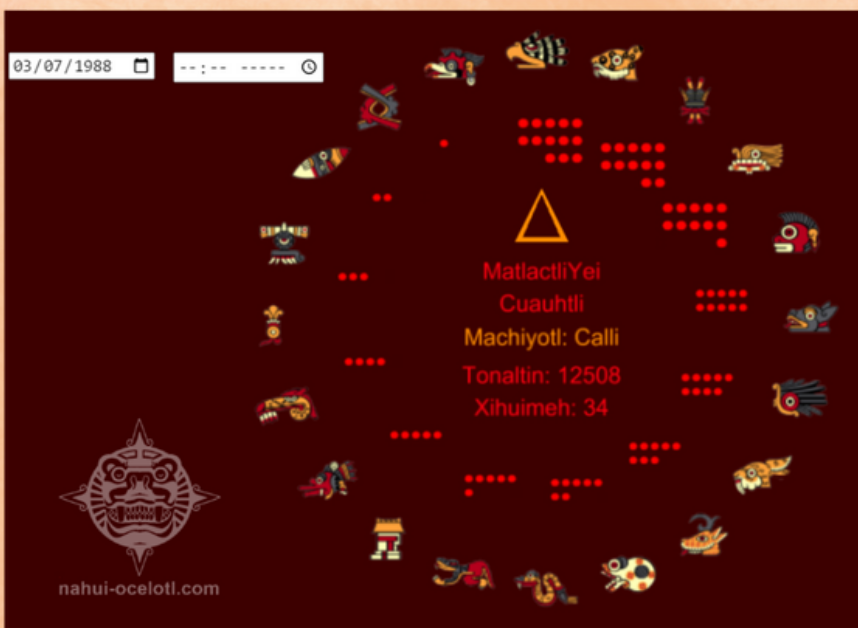 03/07/1988
--:-- -----
MatlactliYei
Cuauhtli
Machiyotl: Calli
Tonaltin: 12508
Xihuimeh: 34
nahui-ocelotl.com